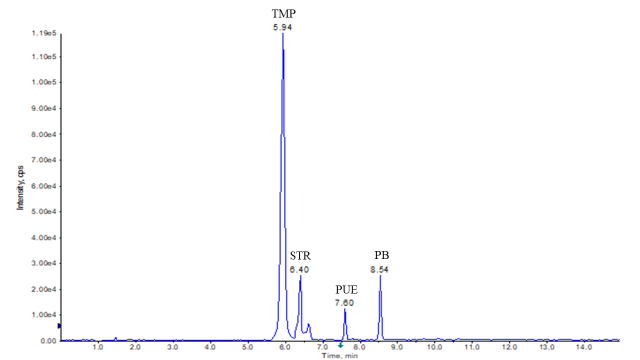 TMP
5.94
1.19e5
1.10e5
1.00e5
9.00e4
8.00e4
7.00e4
6.00e4
5.00e4
4.00e4
3.00e4
2.00e4
1.00e4
0.00
Intensity, cps
STR
6.40
PUE
7.60
PB
8.54
1.0 2.0 3.0 4.0 5.0 6.0 7.0 8.0 9.0 10.0 11.0 12.0 13.0 14.0
Time, min